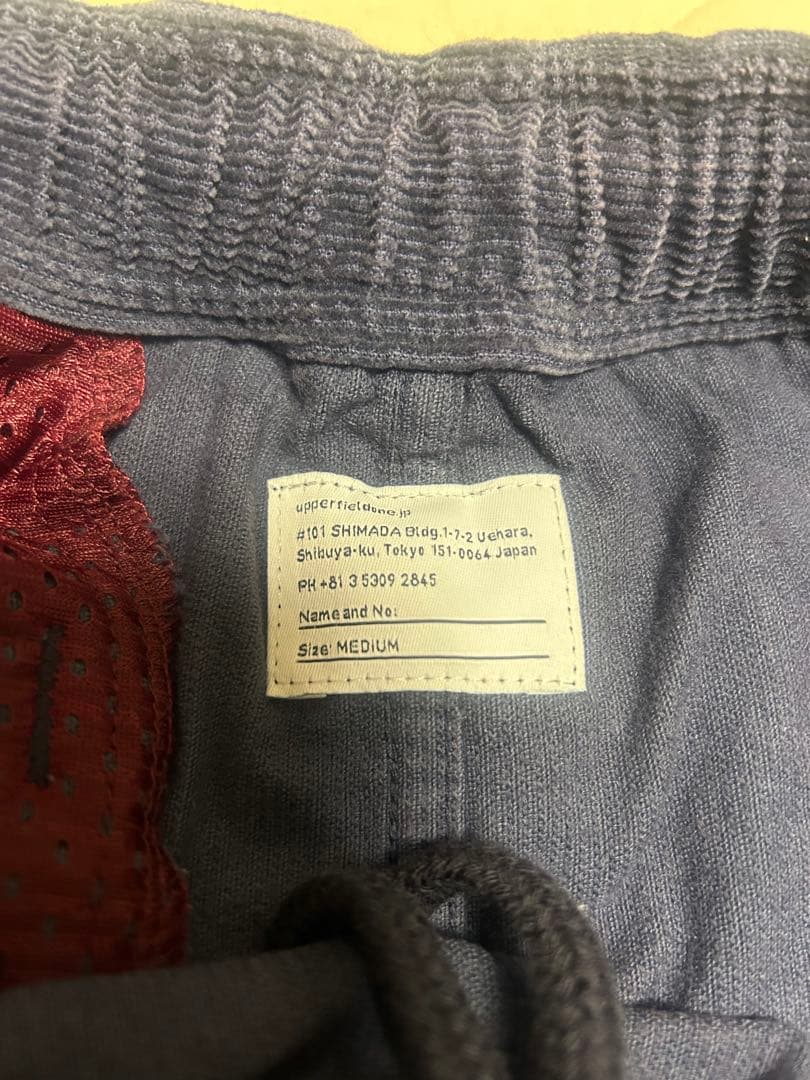 upperfieldone.jp
#101 SHIMADA Bldg.1-7-2 Uehara,
Shibuya-ku, Tokyo 151-0064 Japan
PH +81 3 5309 2845
Name and No:
Size: MEDIUM